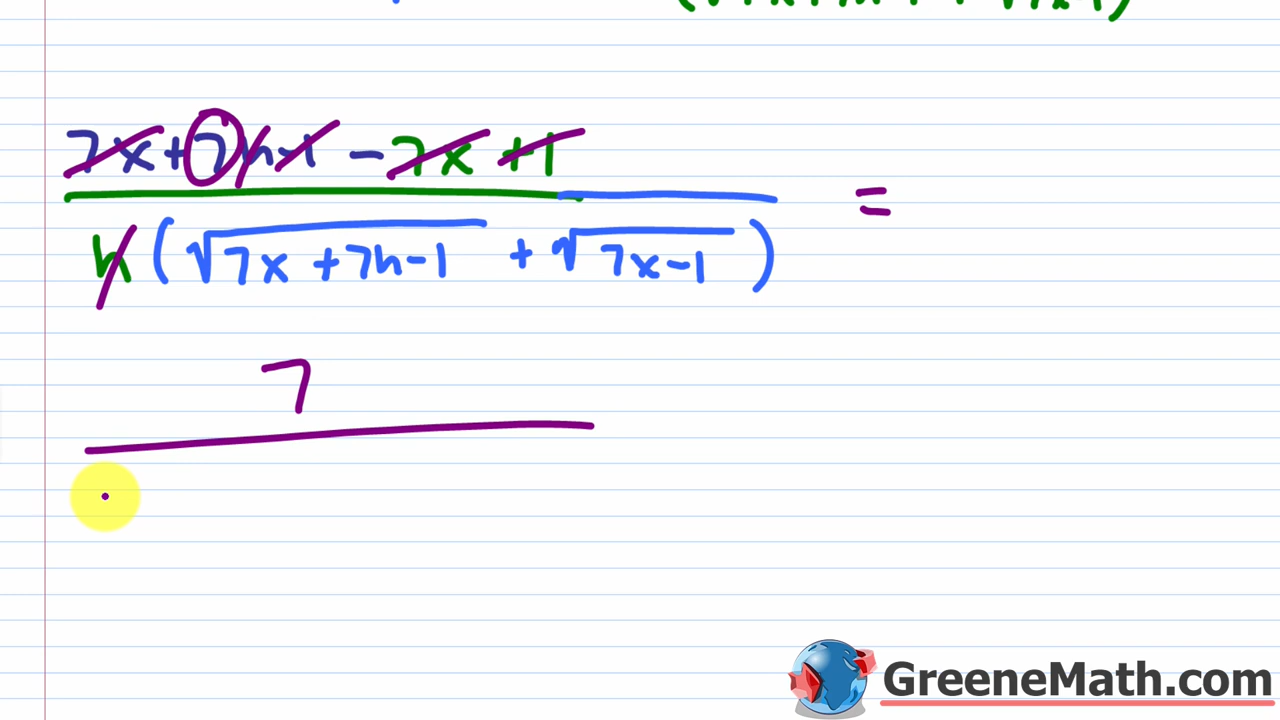 7x + 7h - 1 - 7x + 1
=
h ( √7x + 7h - 1 + √7x - 1 )
7
GreeneMath.com